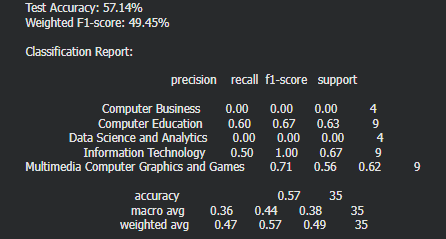 Test Accuracy: 57.14%
Weighted F1-score: 49.45%
Classification Report:
precision recall f1-score support
Computer Business 0.00 0.00 0.00 4
Computer Education 0.60 0.67 0.63 9
Data Science and Analytics 0.00 0.00 0.00 4
Information Technology 0.50 1.00 0.67 9
Multimedia Computer Graphics and Games 0.71 0.56 0.62 9
accuracy 0.57 35
macro avg 0.36 0.44 0.38 35
weighted avg 0.47 0.57 0.49 35